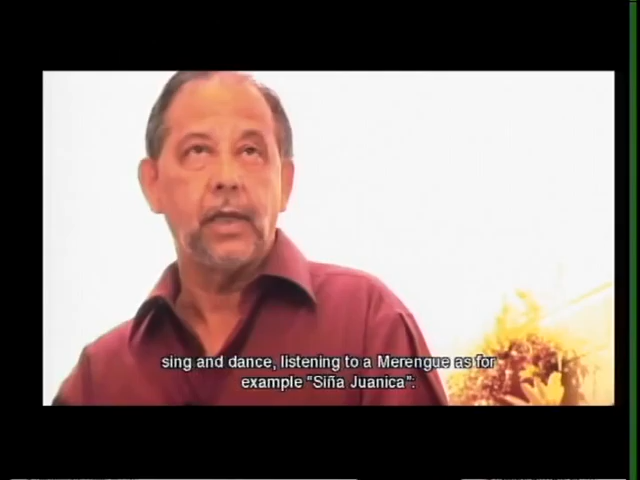 sing and dance, listening to a Merengue as for
example "Siña Juanica":